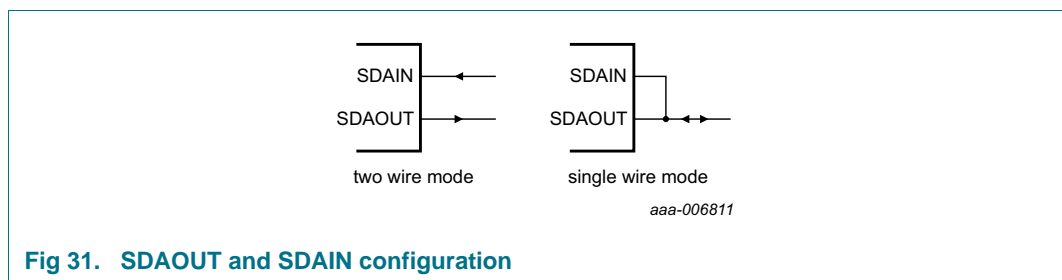 SDAIN
SDAOUT
two wire mode
SDAIN
SDAOUT
single wire mode
aaa-006811
Fig 31. SDAOUT and SDAIN configuration